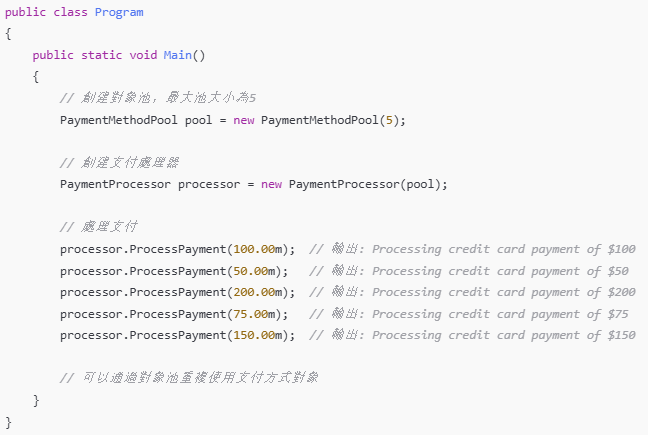 public class Program
{
    public static void Main()
    {
        // 創建對象池，最大池大小為5
        PaymentMethodPool pool = new PaymentMethodPool(5);

        // 創建支付處理器
        PaymentProcessor processor = new PaymentProcessor(pool);

        // 處理支付
        processor.ProcessPayment(100.00m);  // 輸出: Processing credit card payment of $100
        processor.ProcessPayment(50.00m);   // 輸出: Processing credit card payment of $50
        processor.ProcessPayment(200.00m);  // 輸出: Processing credit card payment of $200
        processor.ProcessPayment(75.00m);   // 輸出: Processing credit card payment of $75
        processor.ProcessPayment(150.00m);  // 輸出: Processing credit card payment of $150

        // 可以通過對象池重複使用支付方式對象
    }
}